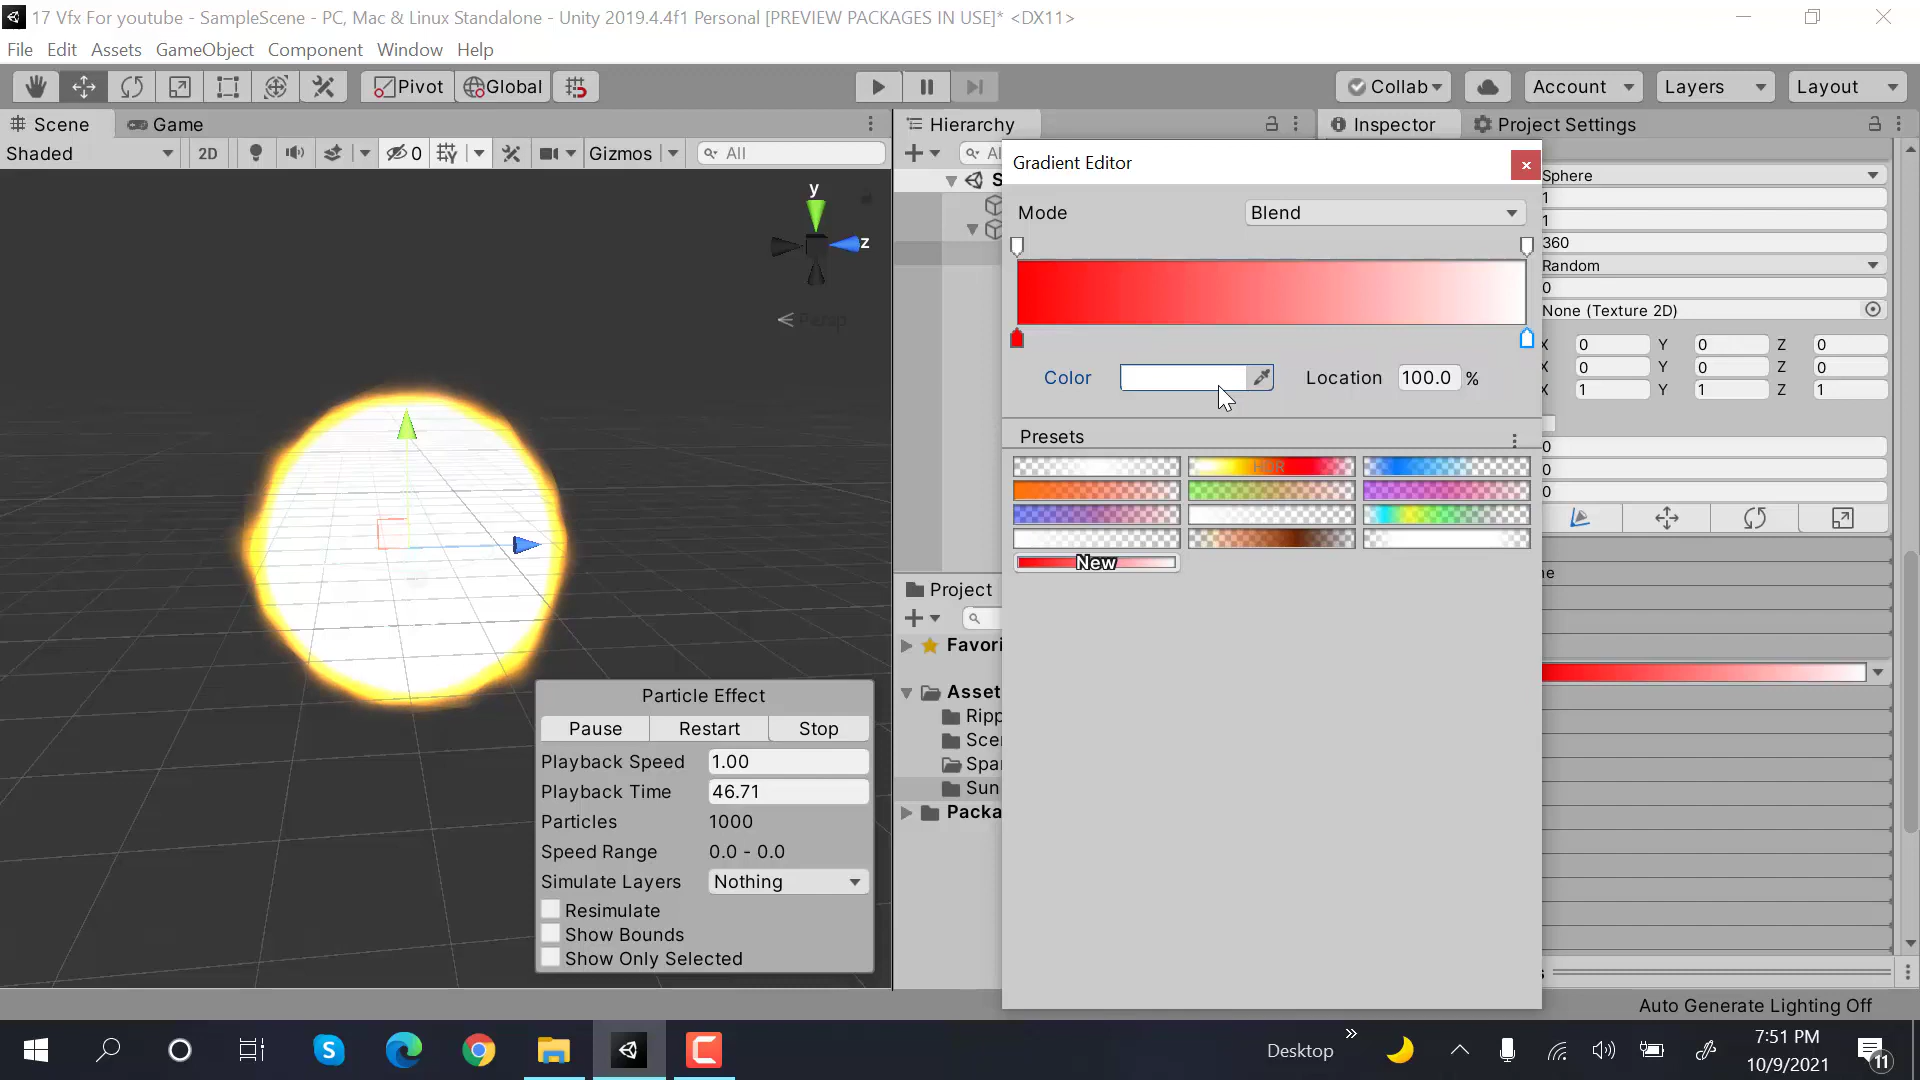 17 Vfx For youtube - SampleScene - PC, Mac & Linux Standalone - Unity 2019.4.4f1 Personal [PREVIEW PACKAGES IN USE]* <DX11>
File Edit Assets GameObject Component Window Help
Pivot Global Collab Account Layers Layout
Scene Game Hierarchy Inspector Project Settings
Shaded 2D 0 Gizmos All
Gradient Editor
Mode Blend
Color Location 100.0 %
Presets
HDR
New
Sphere
1
1
360
Random
0
None (Texture 2D)
X 0 Y 0 Z 0
X 0 Y 0 Z 0
X 1 Y 1 Z 1
0
0
0
y
z
Persp
Project
Favori
Asset
Ripp
Scen
Spar
Sun
Packa
Particle Effect
Pause Restart Stop
Playback Speed 1.00
Playback Time 46.71
Particles 1000
Speed Range 0.0 - 0.0
Simulate Layers Nothing
Resimulate
Show Bounds
Show Only Selected
Auto Generate Lighting Off
Desktop
7:51 PM
10/9/2021
11